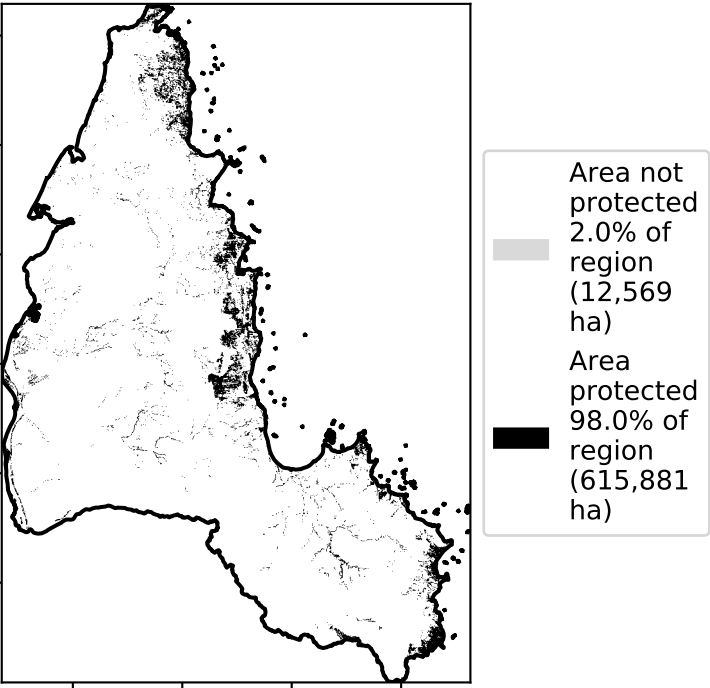 Area not
protected
2.0% of
region
(12,569
ha)
Area
protected
98.0% of
region
(615,881
ha)